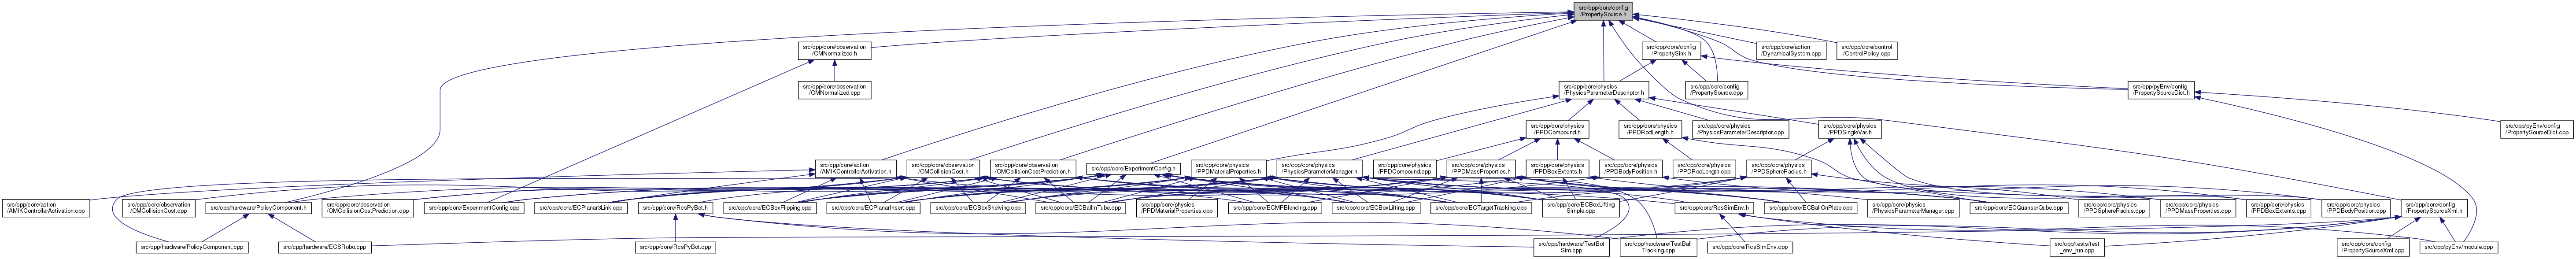 src/cpp/core/config
/PropertySource.h
src/cpp/core/observation
/OMNormalized.h
src/cpp/core/config
/PropertySink.h
src/cpp/core/action
/DynamicalSystem.cpp
src/cpp/core/control
/ControlPolicy.cpp
src/cpp/core/observation
/OMNormalized.cpp
src/cpp/core/physics
/PhysicsParameterDescriptor.h
src/cpp/core/config
/PropertySource.cpp
src/cpp/pyEnv/config
/PropertySourceDict.h
src/cpp/core/physics
/PPDCompound.h
src/cpp/core/physics
/PPDRodLength.h
src/cpp/core/physics
/PhysicsParameterDescriptor.cpp
src/cpp/core/physics
/PPDSingleVar.h
src/cpp/pyEnv/config
/PropertySourceDict.cpp
src/cpp/core/action
/AMIKControllerActivation.h
src/cpp/core/observation
/OMCollisionCost.h
src/cpp/core/observation
/OMCollisionCostPrediction.h
src/cpp/core/ExperimentConfig.h
src/cpp/core/physics
/PPDMaterialProperties.h
src/cpp/core/physics
/PhysicsParameterManager.h
src/cpp/core/physics
/PPDCompound.cpp
src/cpp/core/physics
/PPDMassProperties.h
src/cpp/core/physics
/PPDBoxExtents.h
src/cpp/core/physics
/PPDBodyPosition.h
src/cpp/core/physics
/PPDRodLength.cpp
src/cpp/core/physics
/PPDSphereRadius.h
src/cpp/core/action
/AMIKControllerActivation.cpp
src/cpp/core/observation
/OMCollisionCost.cpp
src/cpp/hardware/PolicyComponent.h
src/cpp/core/observation
/OMCollisionCostPrediction.cpp
src/cpp/core/ExperimentConfig.cpp
src/cpp/core/ECPlanar3Link.cpp
src/cpp/core/RcsPyBot.h
src/cpp/core/ECBoxFlipping.cpp
src/cpp/core/ECPlanarInsert.cpp
src/cpp/core/ECBoxShelving.cpp
src/cpp/core/ECBallInTube.cpp
src/cpp/core/physics
/PPDMaterialProperties.cpp
src/cpp/core/ECMPBlending.cpp
src/cpp/core/ECBoxLifting.cpp
src/cpp/core/ECTargetTracking.cpp
src/cpp/core/ECBoxLifting
Simple.cpp
src/cpp/core/RcsSimEnv.h
src/cpp/core/ECBallOnPlate.cpp
src/cpp/core/physics
/PhysicsParameterManager.cpp
src/cpp/core/ECQuanserQube.cpp
src/cpp/core/physics
/PPDSphereRadius.cpp
src/cpp/core/physics
/PPDMassProperties.cpp
src/cpp/core/physics
/PPDBoxExtents.cpp
src/cpp/core/physics
/PPDBodyPosition.cpp
src/cpp/core/config
/PropertySourceXml.h
src/cpp/hardware/PolicyComponent.cpp
src/cpp/hardware/ECSRobo.cpp
src/cpp/core/RcsPyBot.cpp
src/cpp/hardware/TestBot
Sim.cpp
src/cpp/hardware/TestBall
Tracking.cpp
src/cpp/core/RcsSimEnv.cpp
src/cpp/tests/test
_env_run.cpp
src/cpp/core/config
/PropertySourceXml.cpp
src/cpp/pyEnv/module.cpp